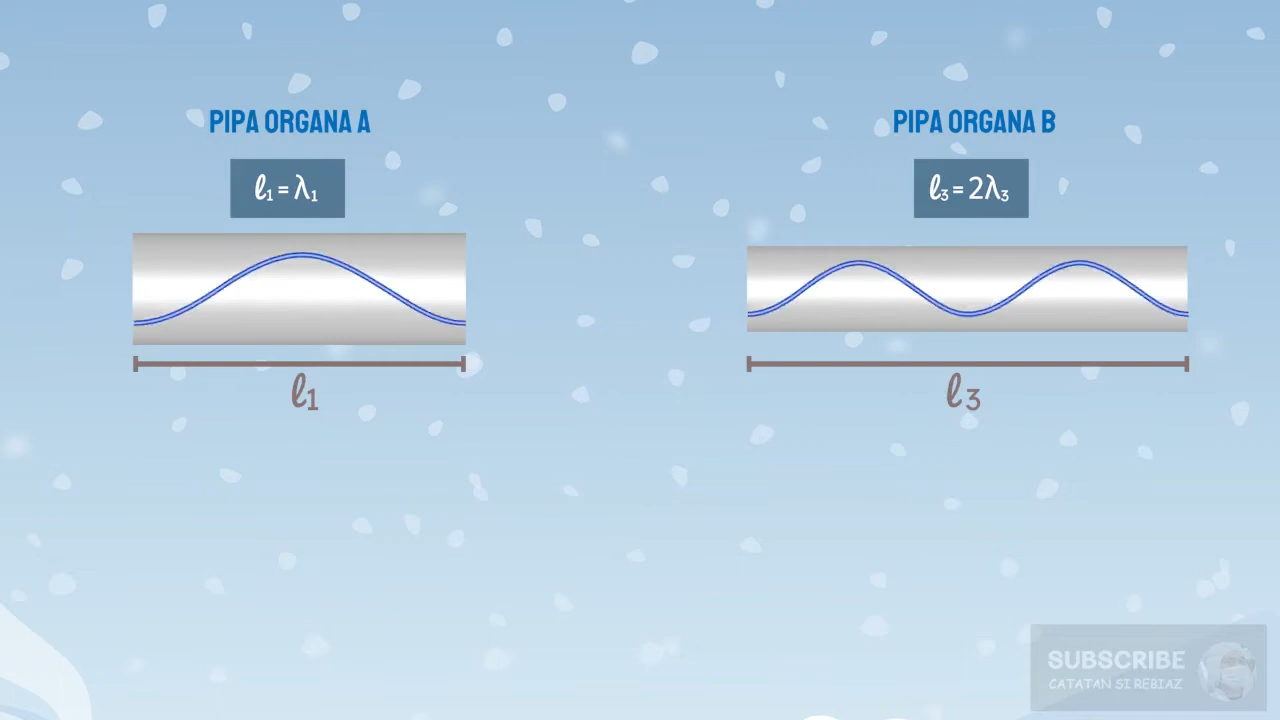 PIPA ORGANA A
ℓ₁ = λ₁
ℓ₁
PIPA ORGANA B
ℓ₃ = 2λ₃
ℓ₃
SUBSCRIBE
CATATAN SI REBIAZ